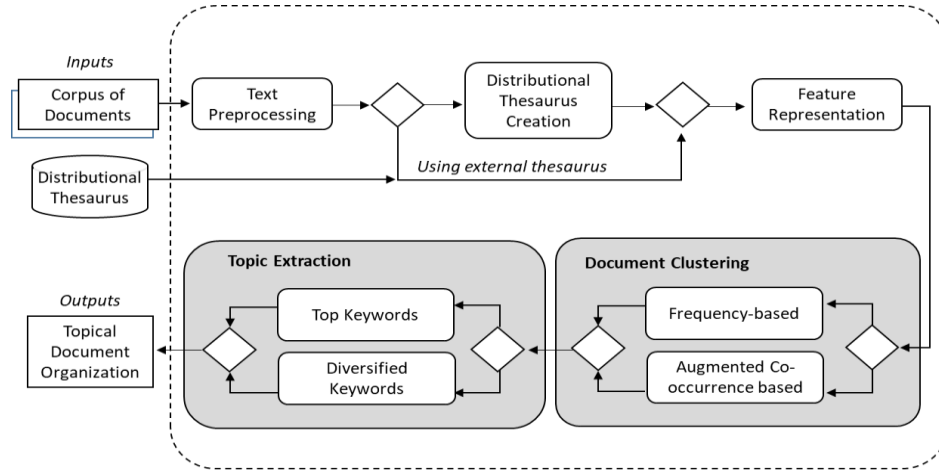 Inputs
Corpus of
Documents
Text
Preprocessing
Distributional
Thesaurus
Creation
Feature
Representation
Using external thesaurus
Distributional
Thesaurus
Topic Extraction
Document Clustering
Outputs
Topical
Document
Organization
Top Keywords
Diversified
Keywords
Frequency-based
Augmented Co-
occurrence based